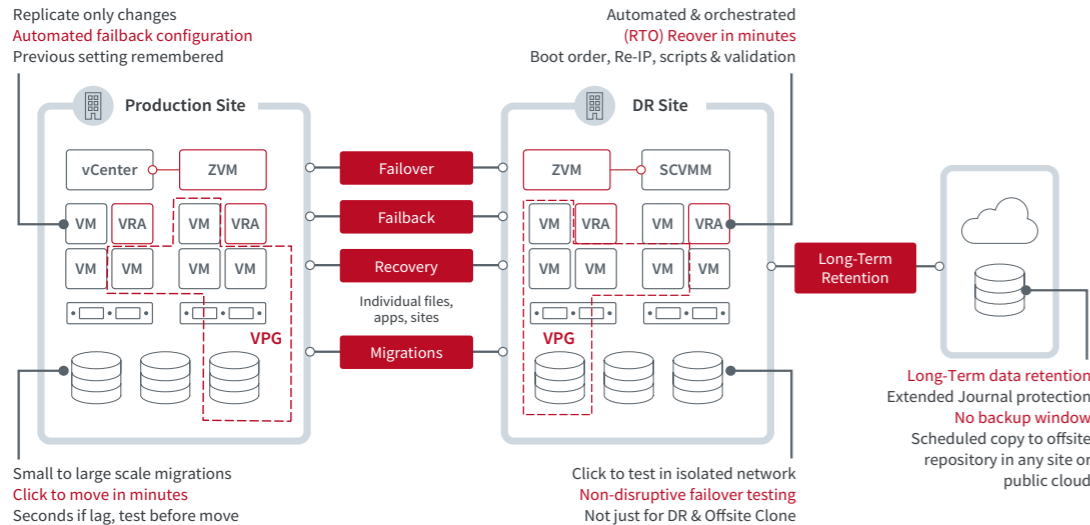 Replicate only changes
Automated failback configuration
Previous setting remembered
Automated & orchestrated
(RTO) Reover in minutes
Boot order, Re-IP, scripts & validation
Production Site
DR Site
vCenter
ZVM
Failover
ZVM
SCVMM
VM
VRA
VM
VRA
Failback
VM
VRA
VM
VRA
VM
VM
VM
VM
Recovery
VM
VM
VM
VM
Long-Term
Retention
Individual files,
apps, sites
VPG
VPG
Migrations
Long-Term data retention
Extended Journal protection
No backup window
Scheduled copy to offsite
repository in any site or
public cloud
Small to large scale migrations
Click to move in minutes
Seconds if lag, test before move
Click to test in isolated network
Non-disruptive failover testing
Not just for DR & Offsite Clone